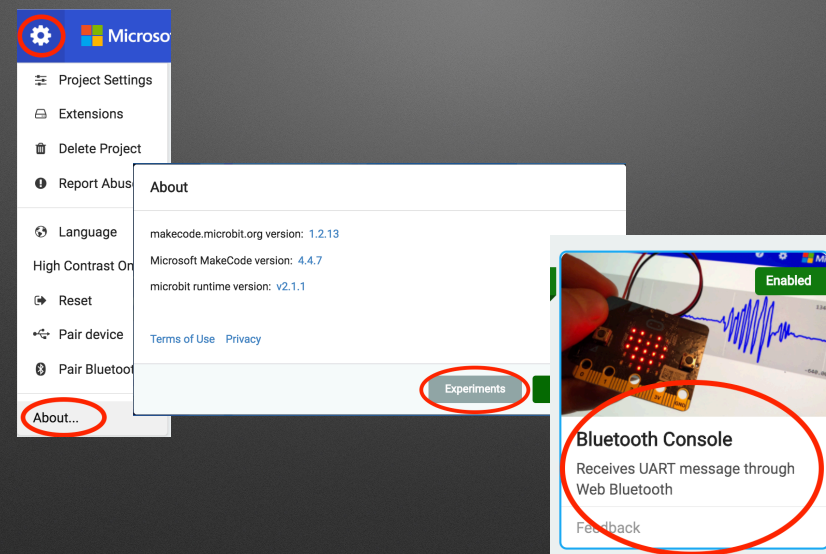 Microso
Project Settings
Extensions
Delete Project
Report Abus
Language
High Contrast On
Reset
Pair device
Pair Bluetoot
About...
About
makecode.microbit.org version: 1.2.13
Microsoft MakeCode version: 4.4.7
microbit runtime version: v2.1.1
Terms of Use Privacy
Experiments
Enabled
Bluetooth Console
Receives UART message through
Web Bluetooth
Feedback